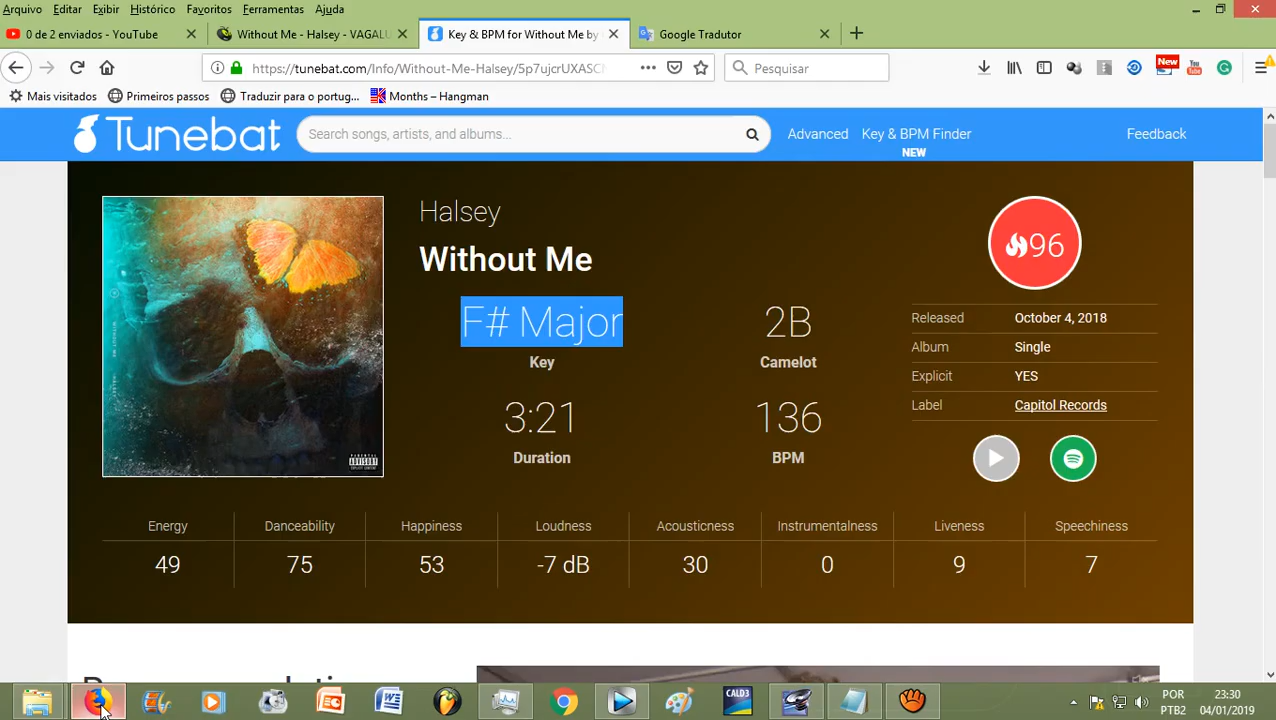 Arquivo Editar Exibir Histórico Favoritos Ferramentas Ajuda
0 de 2 enviados - YouTube
Without Me - Halsey - VAGALU
Key & BPM for Without Me by
Google Tradutor
https://tunebat.com/Info/Without-Me-Halsey/5p7ujcrUXASC
Pesquisar
New
You Tube
Mais visitados Primeiros passos Traduzir para o portug... Months – Hangman
Tunebat
Search songs, artists, and albums...
Advanced Key & BPM Finder Feedback
NEW
Halsey
Without Me
96
F# Major 2B
Key Camelot
3:21 136
Duration BPM
Released October 4, 2018
Album Single
Explicit YES
Label Capitol Records
Energy Danceability Happiness Loudness Acousticness Instrumentalness Liveness Speechiness
49 75 53 -7 dB 30 0 9 7
CALD3
POR 23:30
PTB2 04/01/2019